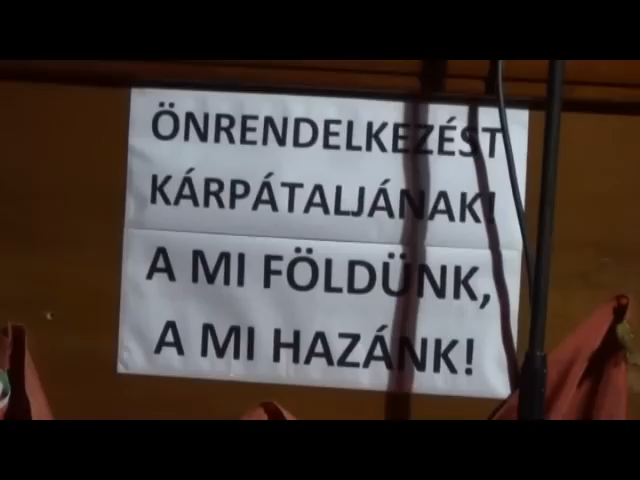 ÖNRENDELKEZÉST
KÁRPÁTALJÁNAK!
A MI FÖLDÜNK,
A MI HAZÁNK!